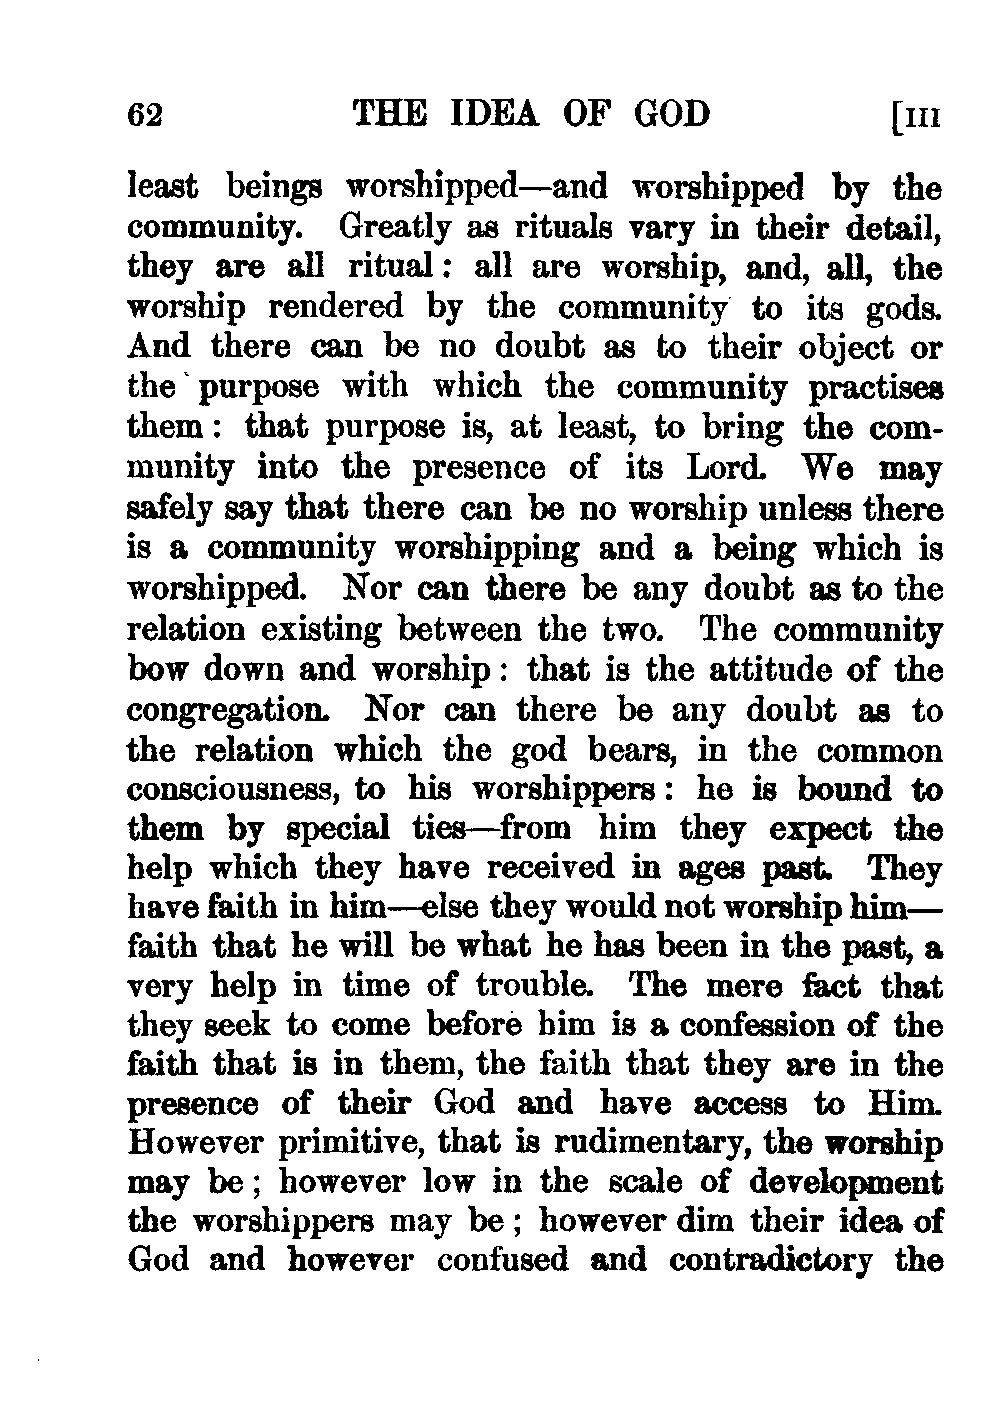 62 THE IDEA OF GOD [III
least beings worshipped—and worshipped by the
community. Greatly as rituals vary in their detail,
they are all ritual: all are worship, and, all, the
worship rendered by the community to its gods.
And there can be no doubt as to their object or
the purpose with which the community practises
them: that purpose is, at least, to bring the com-
munity into the presence of its Lord. We may
safely say that there can be no worship unless there
is a community worshipping and a being which is
worshipped. Nor can there be any doubt as to the
relation existing between the two. The community
bow down and worship: that is the attitude of the
congregation. Nor can there be any doubt as to
the relation which the god bears, in the common
consciousness, to his worshippers: he is bound to
them by special ties—from him they expect the
help which they have received in ages past. They
have faith in him—else they would not worship him—
faith that he will be what he has been in the past, a
very help in time of trouble. The mere fact that
they seek to come before him is a confession of the
faith that is in them, the faith that they are in the
presence of their God and have access to Him.
However primitive, that is rudimentary, the worship
may be; however low in the scale of development
the worshippers may be; however dim their idea of
God and however confused and contradictory the